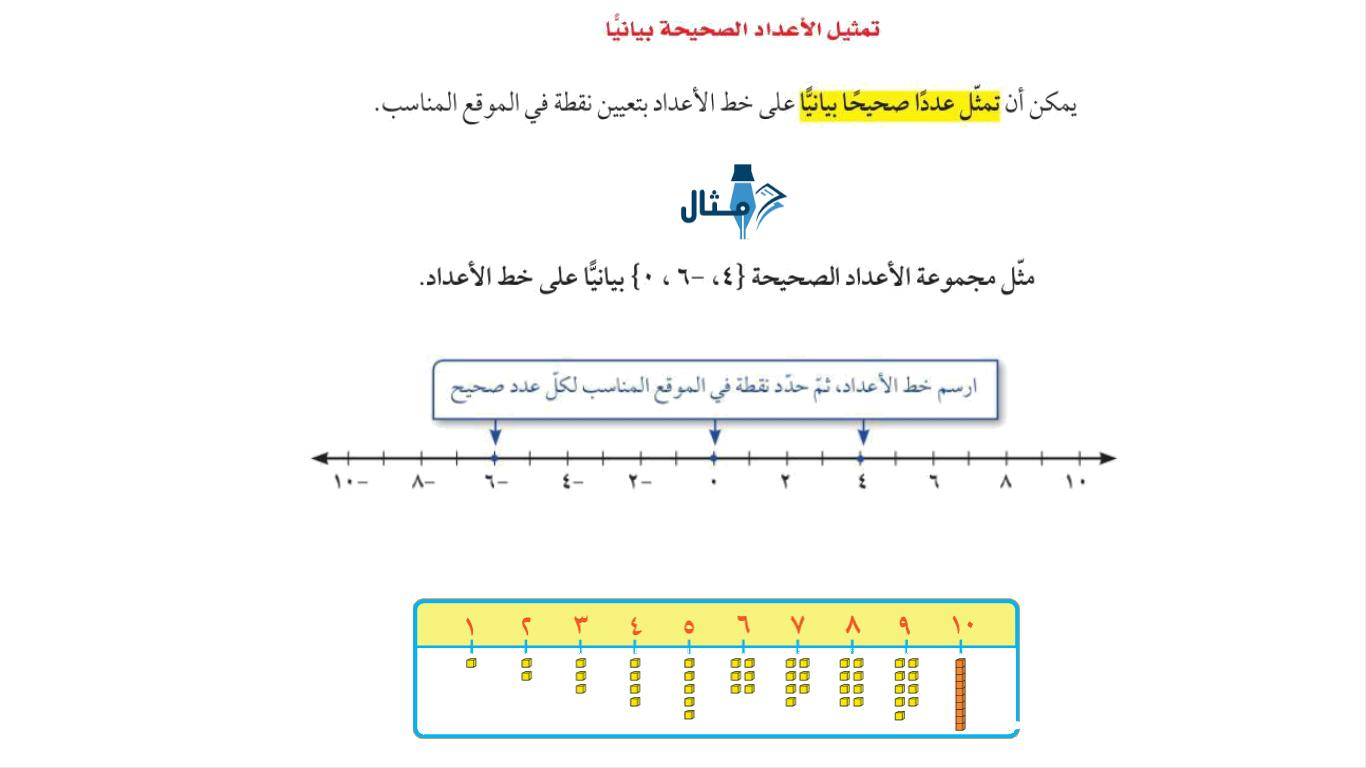 تمثيل الأعداد الصحيحة بيانيًّا
يمكن أن تمثّل عددًا صحيحًا بيانيًّا على خط الأعداد بتعيين نقطة في الموقع المناسب.
مثال
مثّل مجموعة الأعداد الصحيحة {٤، –٦ ، ٠} بيانيًّا على خط الأعداد.
ارسم خط الأعداد، ثمّ حدّد نقطة في الموقع المناسب لكلّ عدد صحيح
–١٠ –٨ –٦ –٤ –٢ ٠ ٢ ٤ ٦ ٨ ١٠
١ ٢ ٣ ٤ ٥ ٦ ٧ ٨ ٩ ١٠